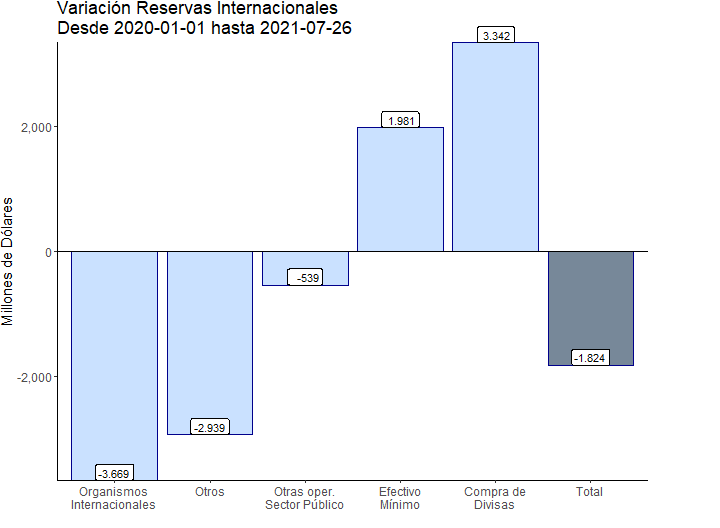 Variación Reservas Internacionales
Desde 2020-01-01 hasta 2021-07-26
Millones de Dólares
2,000
0
-2,000
-3.669
-2.939
-539
1.981
3.342
-1.824
Organismos
Internacionales
Otros
Otras oper.
Sector Público
Efectivo
Mínimo
Compra de
Divisas
Total